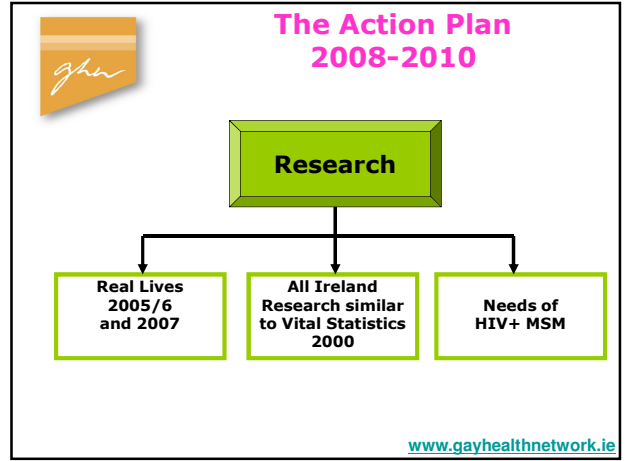 The Action Plan
2008-2010
ghn
Research
Real Lives
2005/6
and 2007
All Ireland
Research similar
to Vital Statistics
2000
Needs of
HIV+ MSM
www.gayhealthnetwork.ie